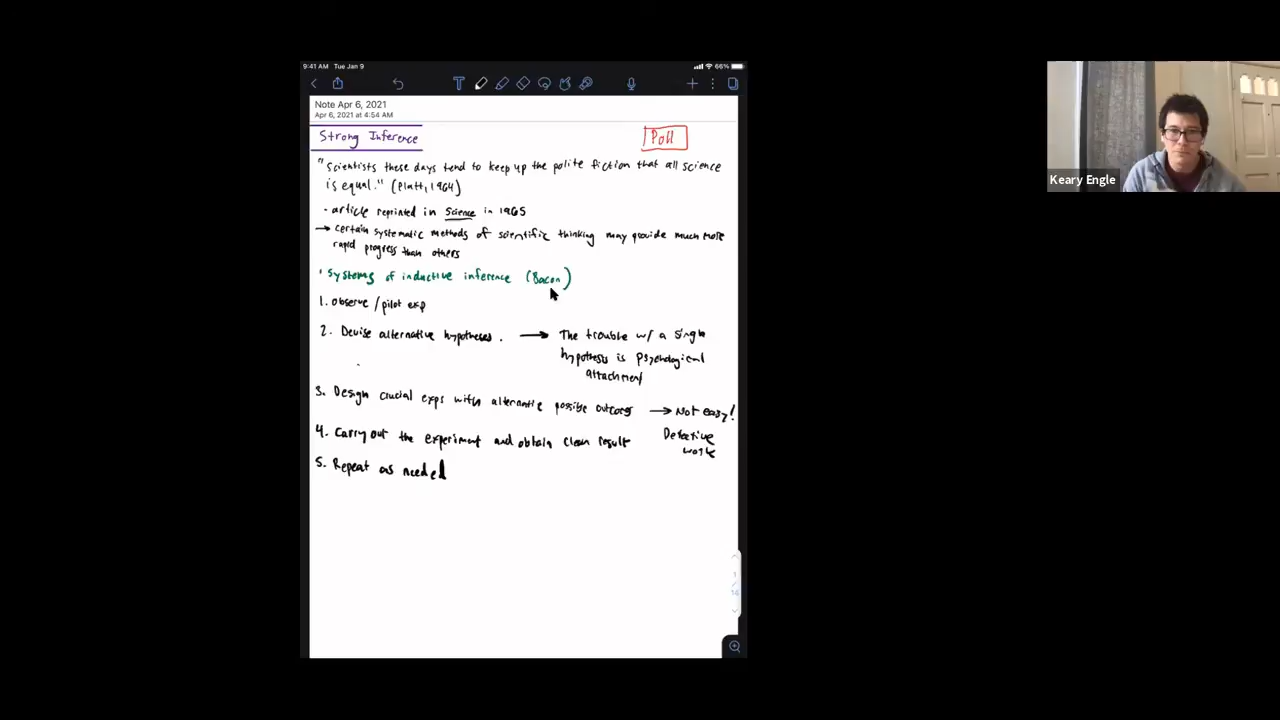 9:41 AM Tue Jan 9
66%
Note Apr 6, 2021
Apr 6, 2021 at 4:54 AM
Strong Inference
Poll
"Scientists these days tend to keep up the polite fiction that all science
is equal." (Platt, 1964)
- article reprinted in Science in 1965
→ certain systematic methods of scientific thinking may provide much more
rapid progress than others
· Systems of inductive inference (Bacon)
1. observe / pilot exp
2. Devise alternative hypotheses. → The trouble w/ a single
hypothesis is psychological
attachment
3. Design crucial exps with alternative possible outcomes → Not easy!
Detective
work
4. Carry out the experiment and obtain clean result
5. Repeat as needed
1
/
14
Keary Engle